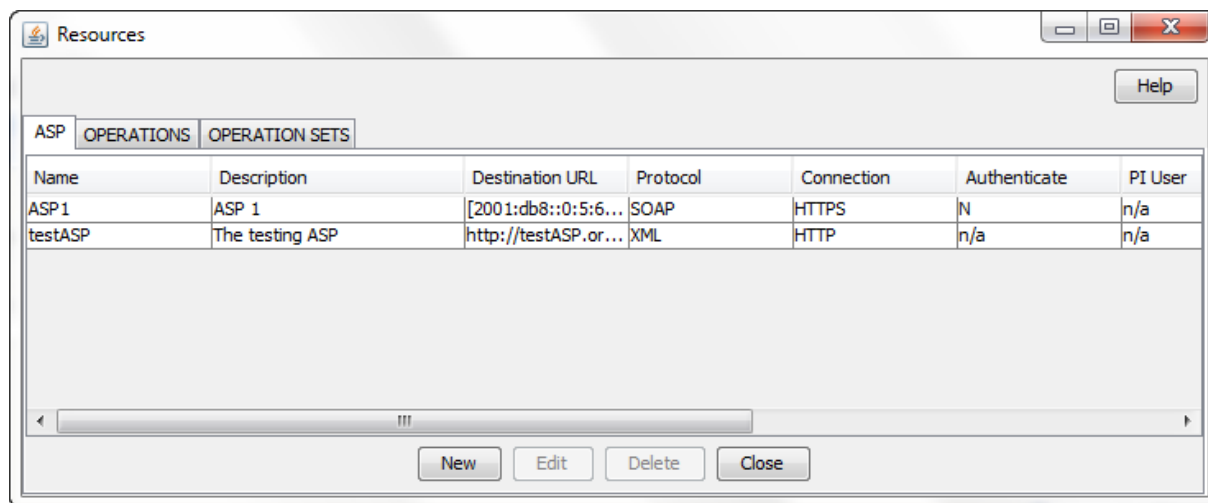 Resources
Help
ASP OPERATIONS OPERATION SETS
Name Description Destination URL Protocol Connection Authenticate PI User
ASP1 ASP 1 [2001:db8::0:5:6... SOAP HTTPS N n/a
testASP The testing ASP http://testASP.or... XML HTTP n/a n/a
New Edit Delete Close